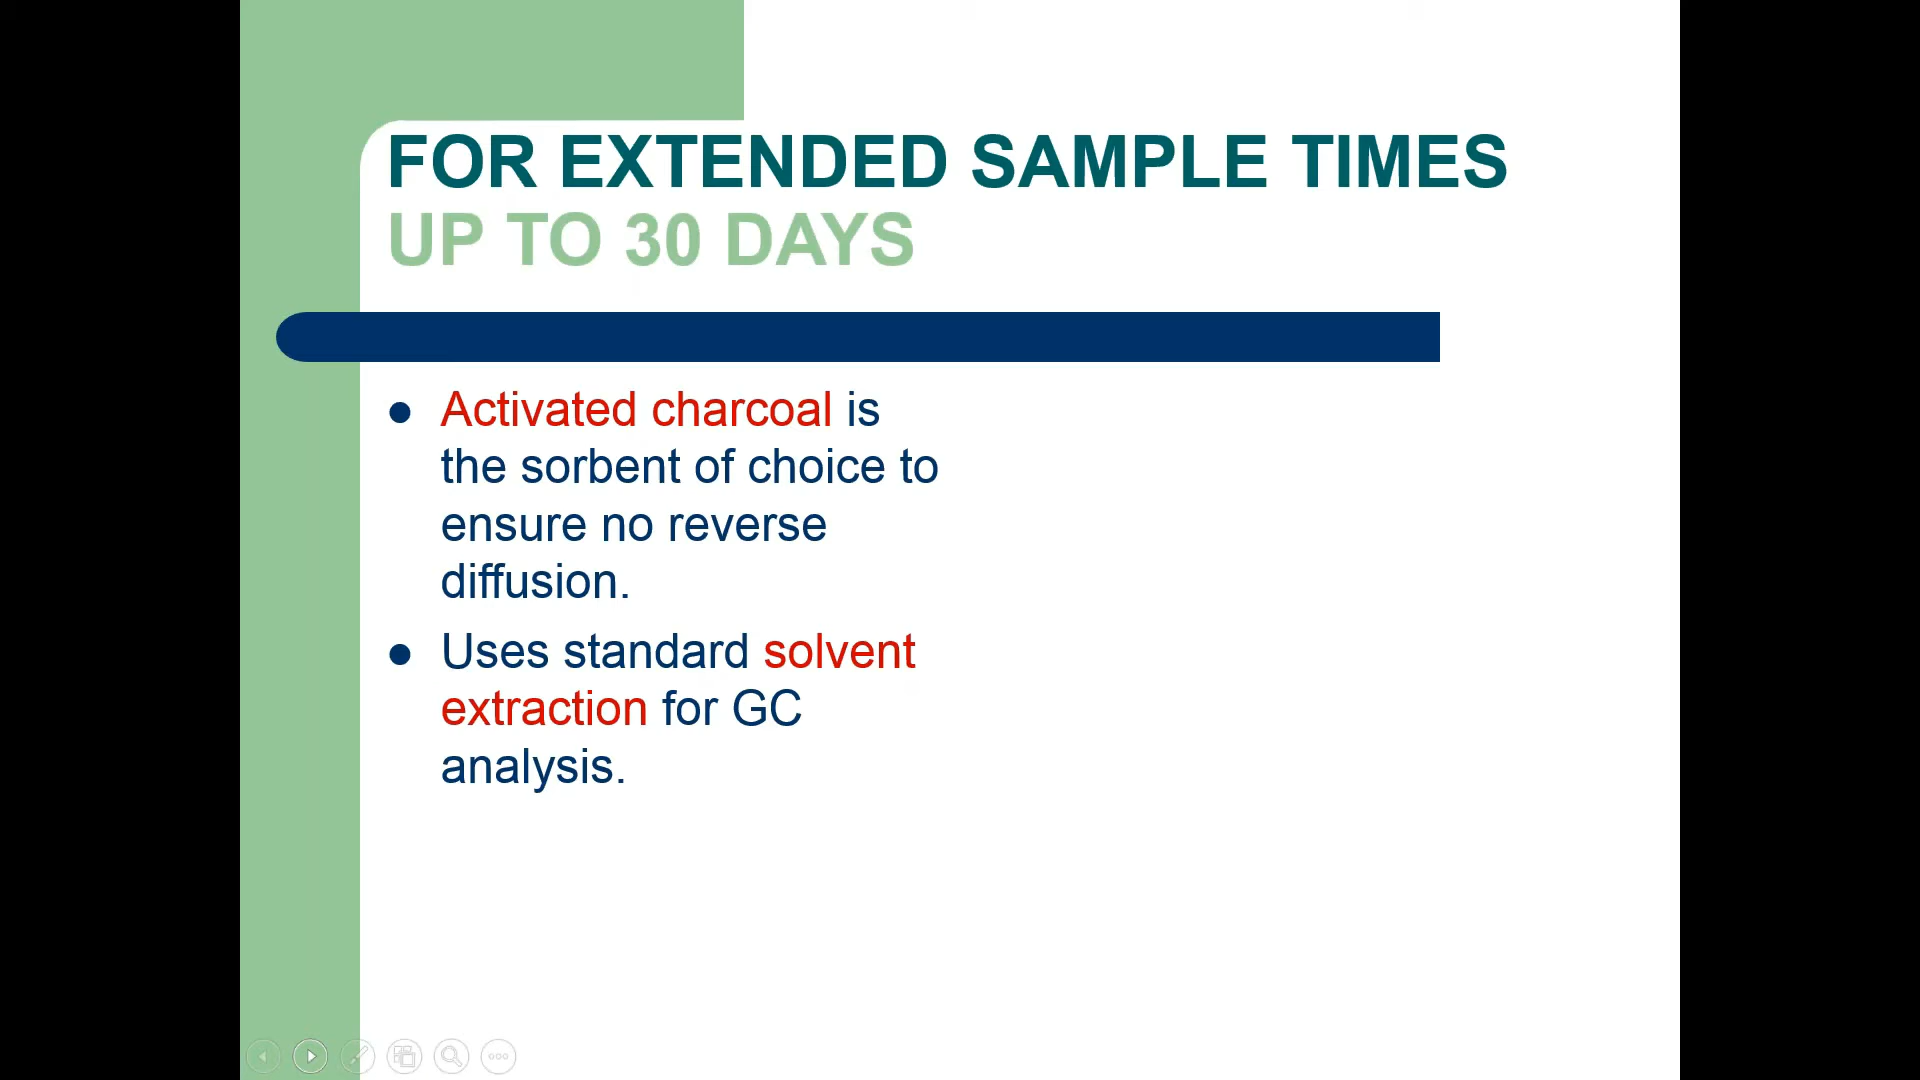 FOR EXTENDED SAMPLE TIMES
UP TO 30 DAYS
● Activated charcoal is
the sorbent of choice to
ensure no reverse
diffusion.
● Uses standard solvent
extraction for GC
analysis.